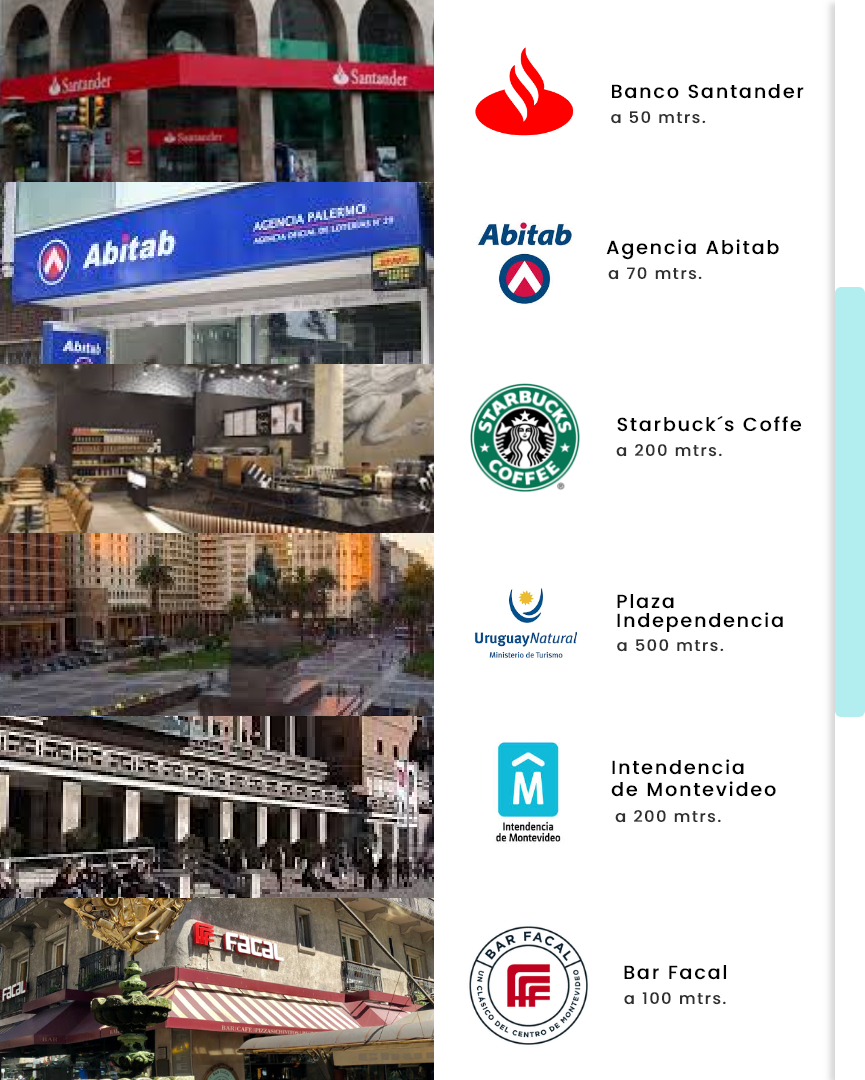 Santander
Santander
Santander
Banco Santander
a 50 mtrs.
AGENCIA PALERMO
AGENCIA OFICIAL DE LOTERIAS Nº 29
Abitab
Abitab
Abitab
Agencia Abitab
a 70 mtrs.
STARBUCKS
COFFEE
®
Starbuck´s Coffe
a 200 mtrs.
UruguayNatural
Ministerio de Turismo
Plaza
Independencia
a 500 mtrs.
M
Intendencia
de Montevideo
Intendencia
de Montevideo
a 200 mtrs.
FACAL
FACAL
BAR FACAL
UN CLÁSICO DEL CENTRO DE MONTEVIDEO
Bar Facal
a 100 mtrs.